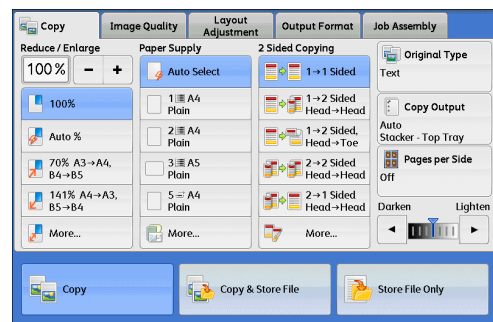 Copy
Image Quality
Layout
Adjustment
Output Format
Job Assembly
Reduce / Enlarge
100%
−
+
100%
Auto %
70% A3→A4,
B4→B5
141% A4→A3,
B5→B4
More...
Paper Supply
Auto Select
1 A4
Plain
2 A4
Plain
3 A5
Plain
5 A4
Plain
More...
2 Sided Copying
1→1 Sided
1→2 Sided
Head→Head
1→2 Sided,
Head→Toe
2→2 Sided
Head→Head
2→1 Sided
Head→Head
More...
Original Type
Text
Copy Output
Auto
Stacker - Top Tray
Pages per Side
Off
Darken Lighten
Copy
Copy & Store File
Store File Only